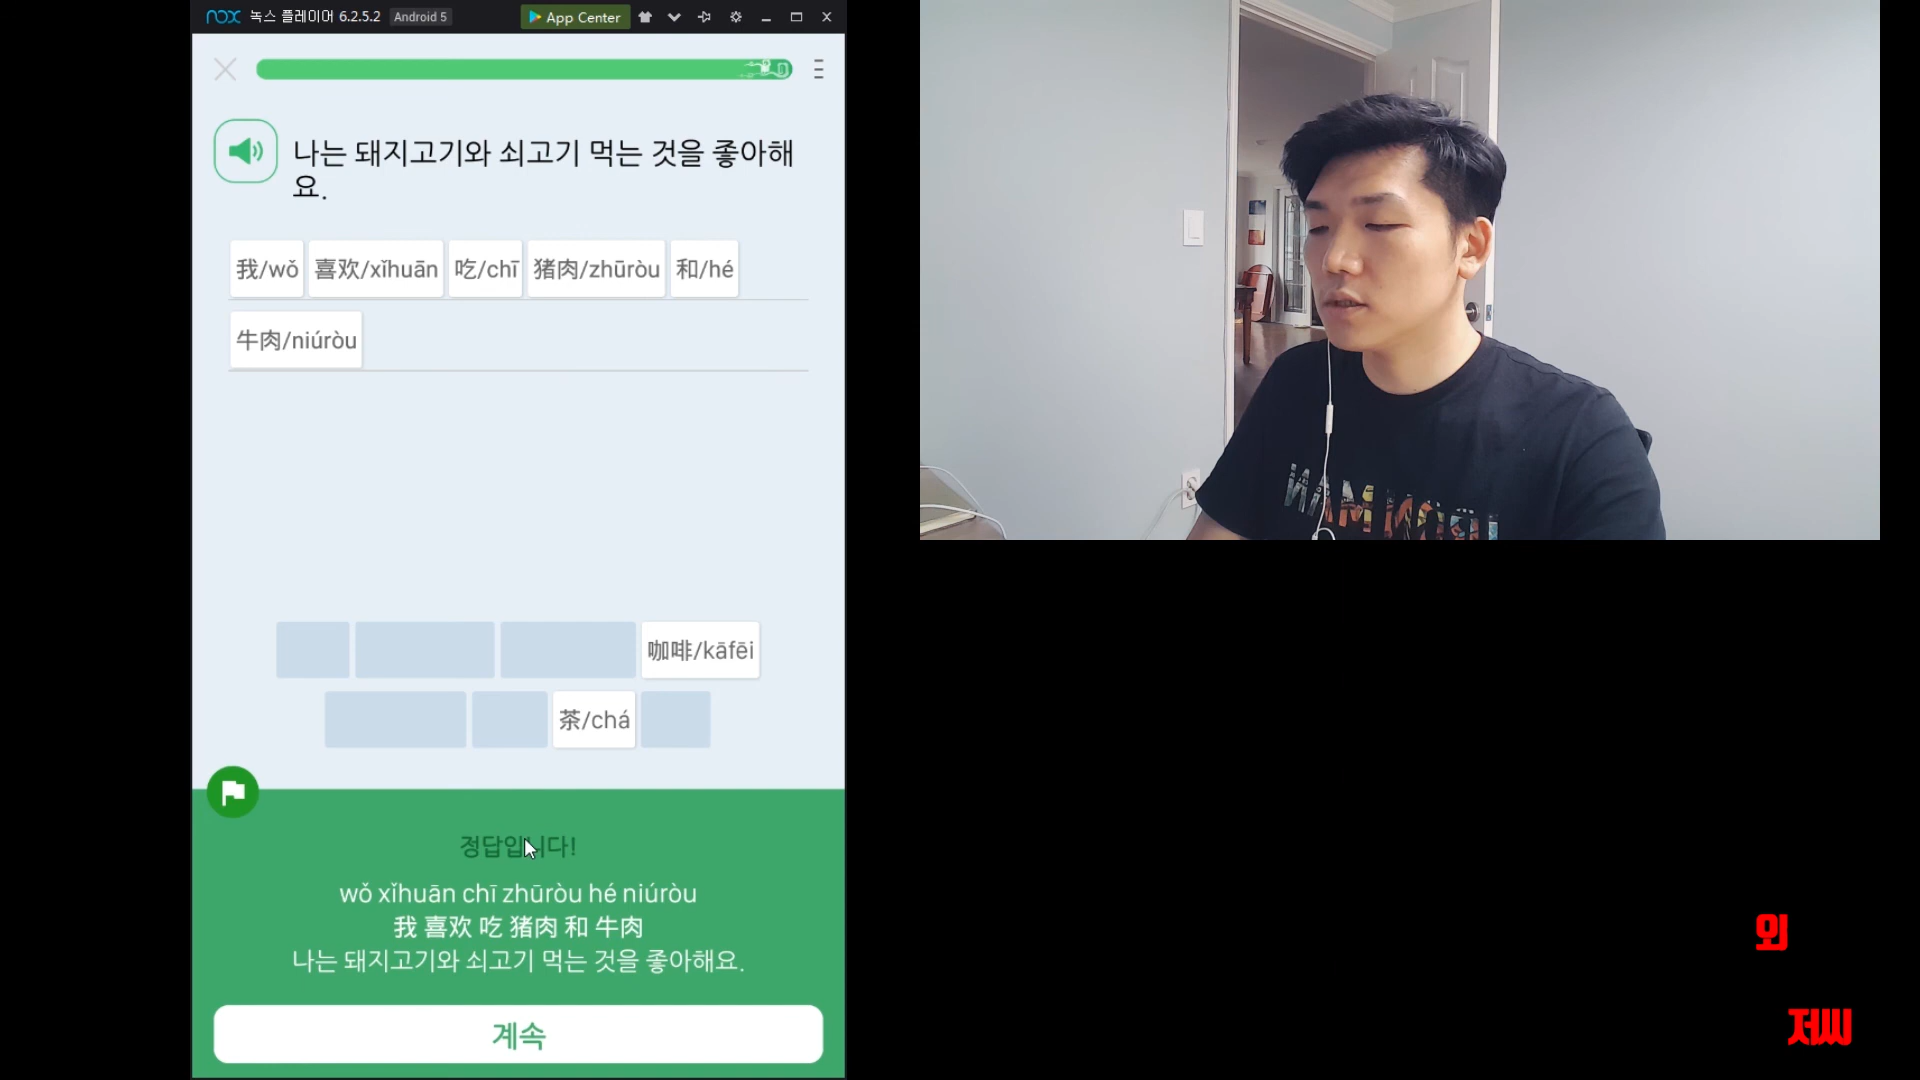 nox 녹스 플레이어 6.2.5.2 Android 5 App Center
나는 돼지고기와 쇠고기 먹는 것을 좋아해
요.
我/wǒ 喜欢/xǐhuān 吃/chī 猪肉/zhūròu 和/hé
牛肉/niúròu
咖啡/kāfēi
茶/chá
정답입니다!
wǒ xǐhuān chī zhūròu hé niúròu
我 喜欢 吃 猪肉 和 牛肉
나는 돼지고기와 쇠고기 먹는 것을 좋아해요.
계속
외
저씨